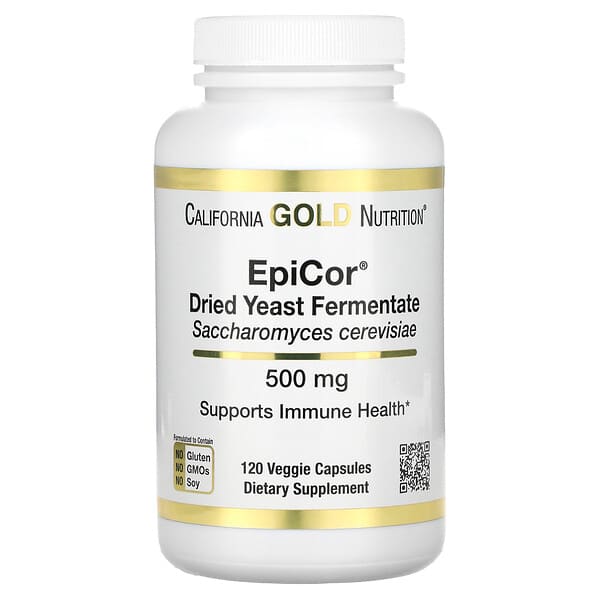 CALIFORNIA GOLD NUTRITION®
EpiCor®
Dried Yeast Fermentate
Saccharomyces cerevisiae
500 mg
Supports Immune Health*
Formulated to Contain
NO Gluten
NO GMOs
NO Soy
120 Veggie Capsules
Dietary Supplement